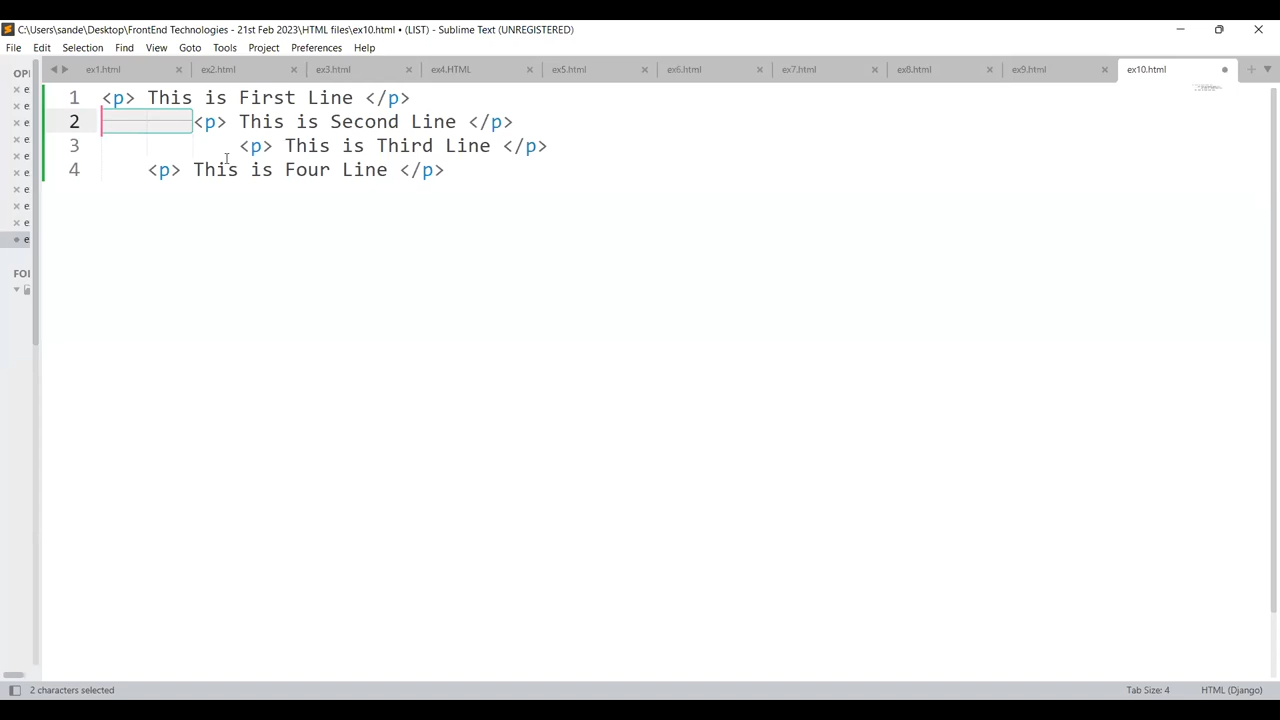 C:\Users\sande\Desktop\FrontEnd Technologies - 21st Feb 2023\HTML files\ex10.html • (LIST) - Sublime Text (UNREGISTERED)
File Edit Selection Find View Goto Tools Project Preferences Help
OPI ex1.html ex2.html ex3.html ex4.HTML ex5.html ex6.html ex7.html ex8.html ex9.html ex10.html
e
e
e
e
e
e
e
e
e
e
FOI
1 <p> This is First Line </p>
2 <p> This is Second Line </p>
3 <p> This is Third Line </p>
4 <p> This is Four Line </p>
2 characters selected Tab Size: 4 HTML (Django)